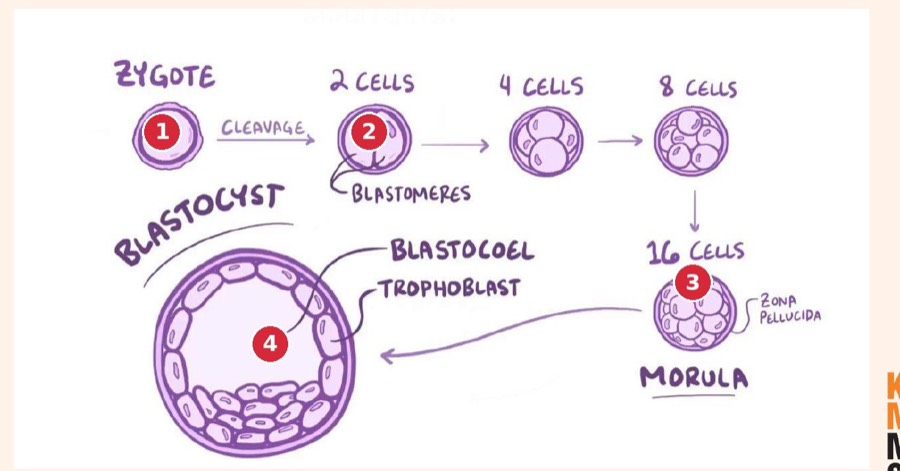 ZYGOTE
2 CELLS
4 CELLS
8 CELLS
1
CLEAVAGE
2
BLASTOMERES
BLASTOCYST
BLASTOCOEL
TROPHOBLAST
16 CELLS
3
ZONA
PELLUCIDA
4
MORULA
K
M
M